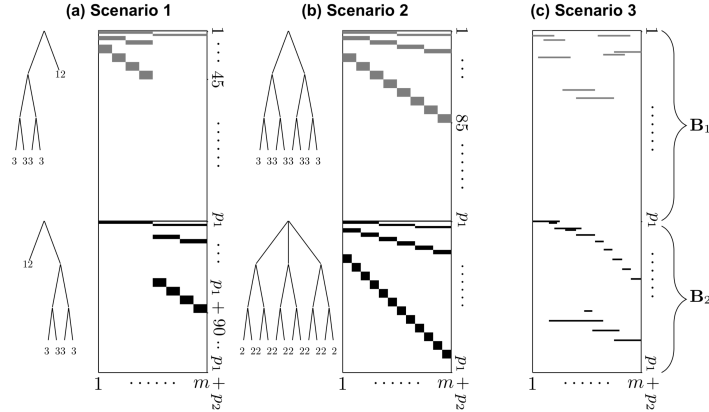 (a) Scenario 1
(b) Scenario 2
(c) Scenario 3
12
3 33 3
12
3 33 3
1
· · · ·
45
· · · · · ·
p₁
· · ·
p₁ + 90
· · ·
p₁ + p₂
1 · · · · · · m
3 33 33 3
2 22 22 22 22 2
1
· · ·
85
· · · · · · ·
p₁
· · · · · · ·
p₁ + p₂
1 · · · · · · m
1
· · · · · ·
p₁
· · · · · ·
p₁ + p₂
1 · · · · · · m
B₁
B₂